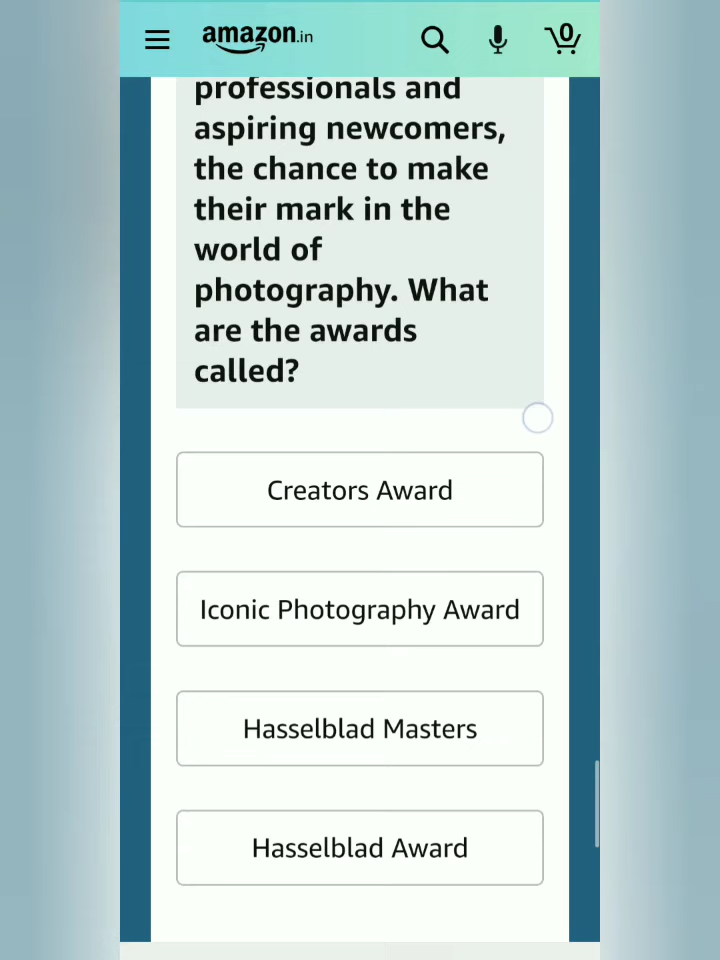 amazon.in
0
professionals and
aspiring newcomers,
the chance to make
their mark in the
world of
photography. What
are the awards
called?
Creators Award
Iconic Photography Award
Hasselblad Masters
Hasselblad Award